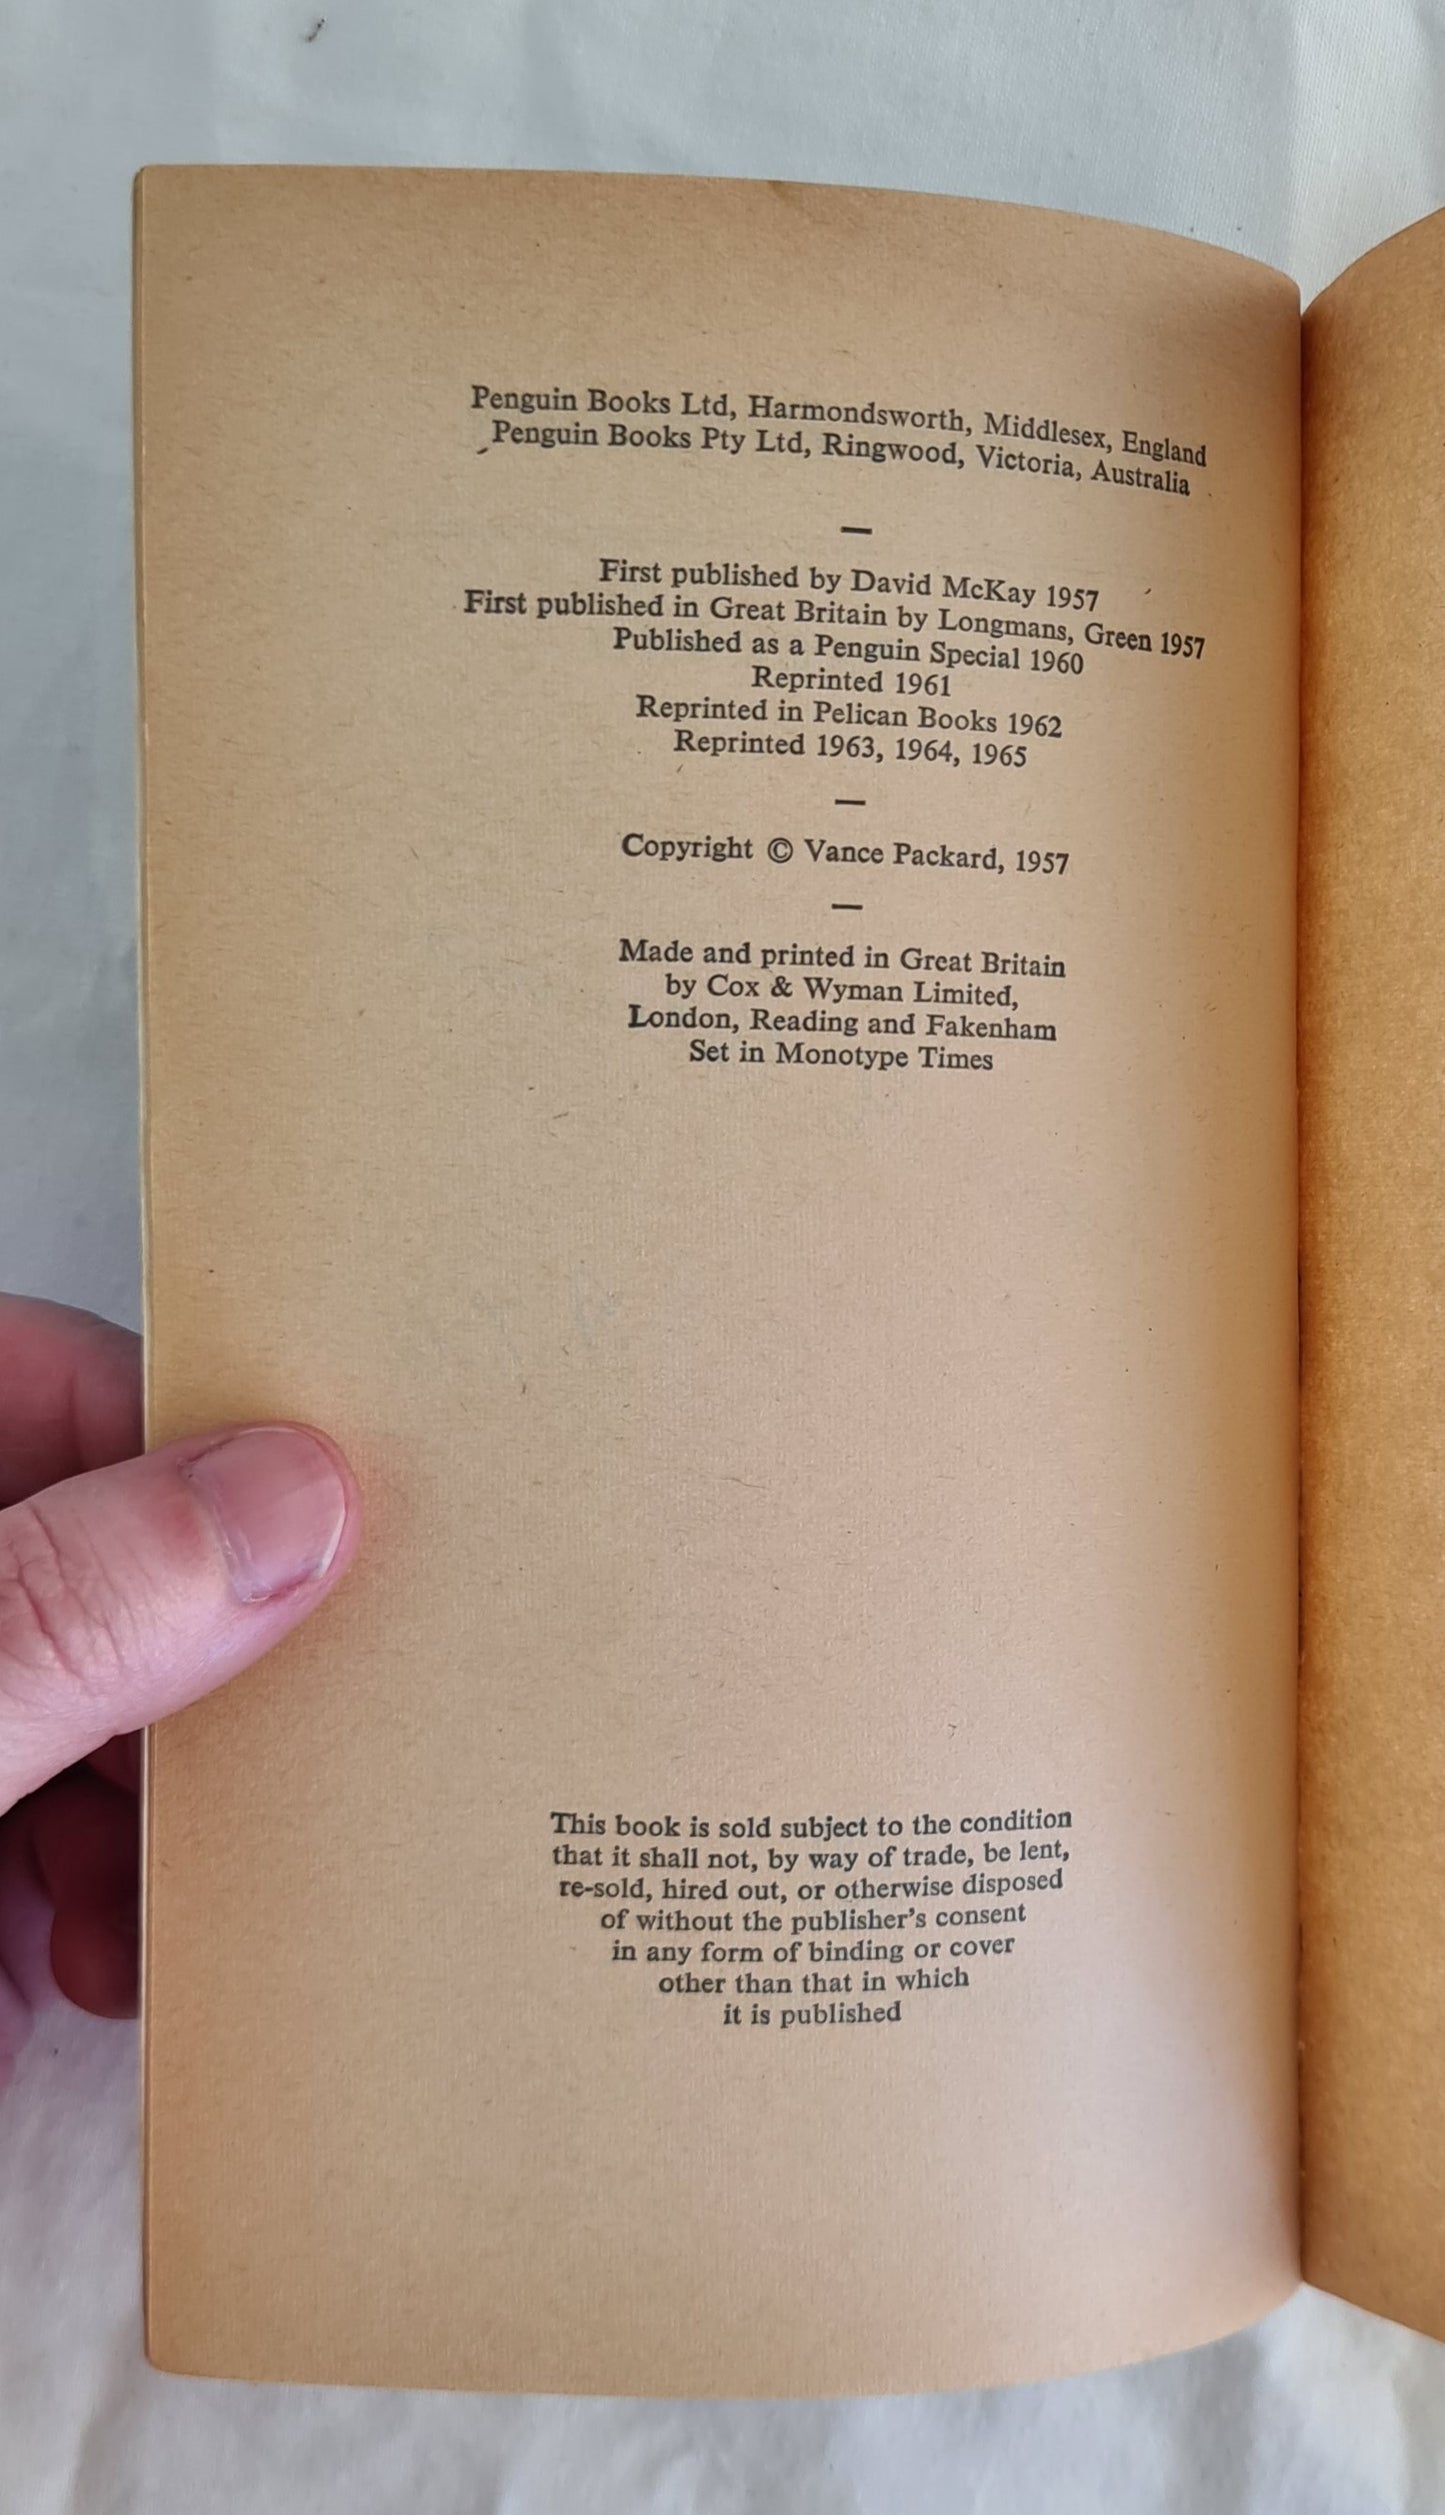 Penguin Books Ltd, Harmondsworth, Middlesex, England
Penguin Books Pty Ltd, Ringwood, Victoria, Australia
—
First published by David McKay 1957
First published in Great Britain by Longmans, Green 1957
Published as a Penguin Special 1960
Reprinted 1961
Reprinted in Pelican Books 1962
Reprinted 1963, 1964, 1965
—
Copyright © Vance Packard, 1957
—
Made and printed in Great Britain
by Cox & Wyman Limited,
London, Reading and Fakenham
Set in Monotype Times
This book is sold subject to the condition
that it shall not, by way of trade, be lent,
re-sold, hired out, or otherwise disposed
of without the publisher's consent
in any form of binding or cover
other than that in which
it is published